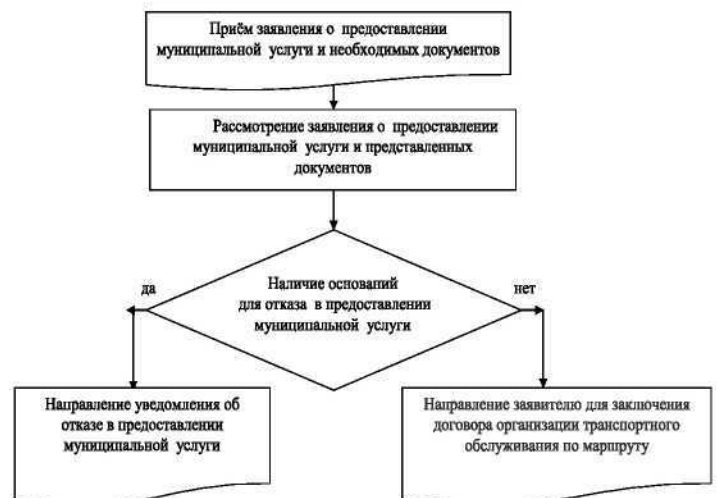 Приём заявления о предоставлении
муниципальной услуги и необходимых документов
Рассмотрение заявления о предоставлении
муниципальной услуги и представленных
документов
Наличие оснований
для отказа в предоставлении
муниципальной услуги
да
нет
Направление уведомления об
отказе в предоставлении
муниципальной услуги
Направление заявителю для заключения
договора организации транспортного
обслуживания по маршруту